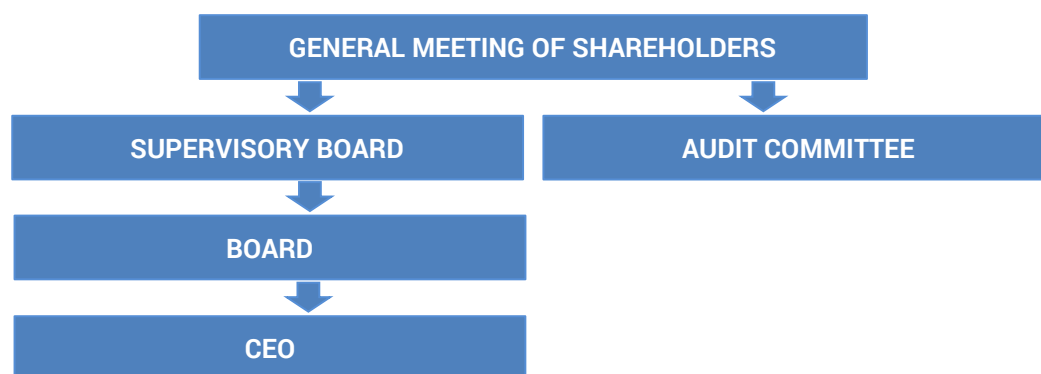 GENERAL MEETING OF SHAREHOLDERS
SUPERVISORY BOARD
AUDIT COMMITTEE
BOARD
CEO